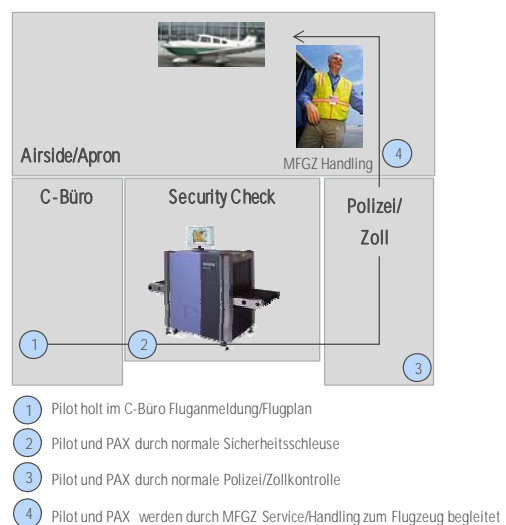 Airside/Apron
MFGZ Handling
4
C-Büro
Security Check
Polizei/
Zoll
1
2
3
1 Pilot holt im C-Büro Fluganmeldung/Flugplan
2 Pilot und PAX durch normale Sicherheitsschleuse
3 Pilot und PAX durch normale Polizei/Zollkontrolle
4 Pilot und PAX werden durch MFGZ Service/Handling zum Flugzeug begleitet